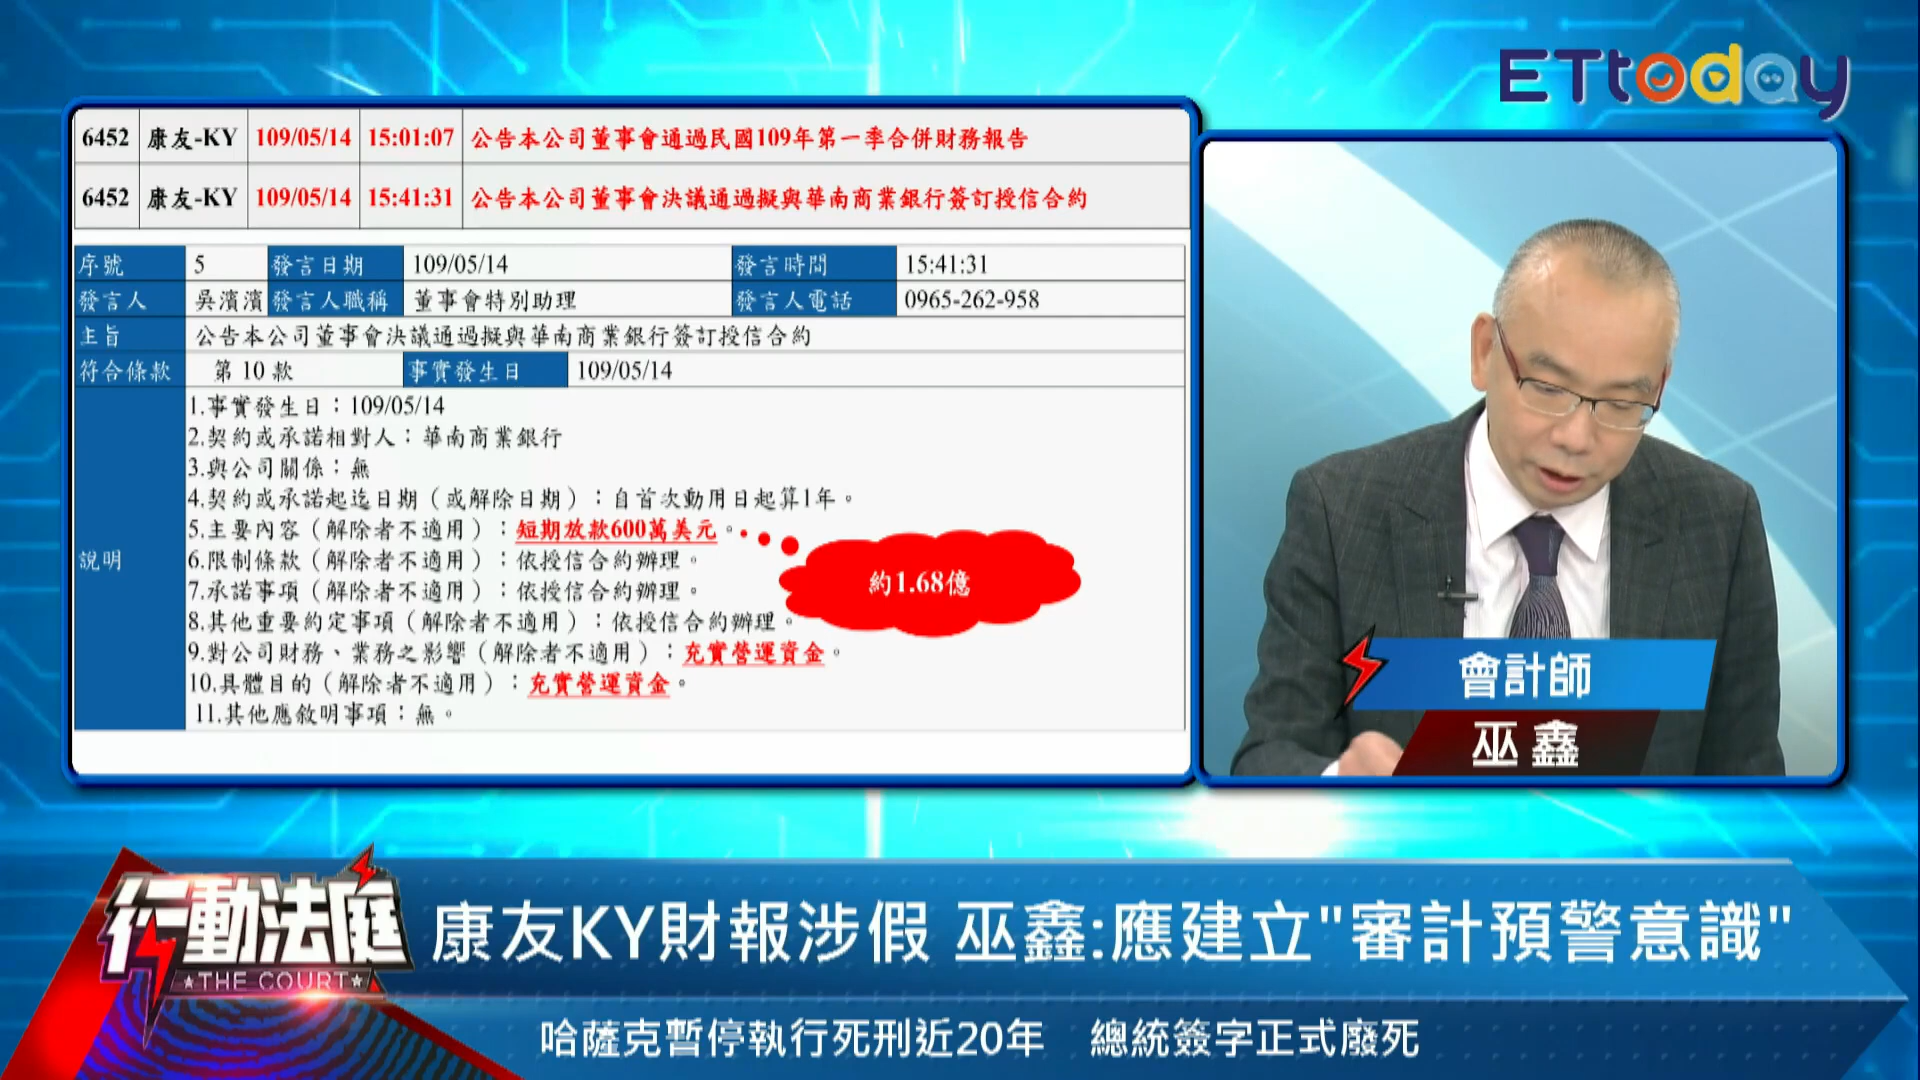 ETtoday
6452 康友-KY 109/05/14 15:01:07 公告本公司董事會通過民國109年第一季合併財務報告
6452 康友-KY 109/05/14 15:41:31 公告本公司董事會決議通過擬與華南商業銀行簽訂授信合約
序號 5 發言日期 109/05/14 發言時間 15:41:31
發言人 吳濱濱 發言人職稱 董事會特別助理 發言人電話 0965-262-958
主旨 公告本公司董事會決議通過擬與華南商業銀行簽訂授信合約
符合條款 第 10 款 事實發生日 109/05/14
說明
1.事實發生日：109/05/14
2.契約或承諾相對人：華南商業銀行
3.與公司關係：無
4.契約或承諾起迄日期（或解除日期）：自首次動用日起算1年。
5.主要內容（解除者不適用）：短期放款600萬美元。
約1.68億
6.限制條款（解除者不適用）：依授信合約辦理。
7.承諾事項（解除者不適用）：依授信合約辦理。
8.其他重要約定事項（解除者不適用）：依授信合約辦理。
9.對公司財務、業務之影響（解除者不適用）：充實營運資金。
10.具體目的（解除者不適用）：充實營運資金。
11.其他應敘明事項：無。
會計師
巫鑫
行動法庭
★THE COURT★
康友KY財報涉假 巫鑫:應建立"審計預警意識"
哈薩克暫停執行死刑近20年 總統簽字正式廢死